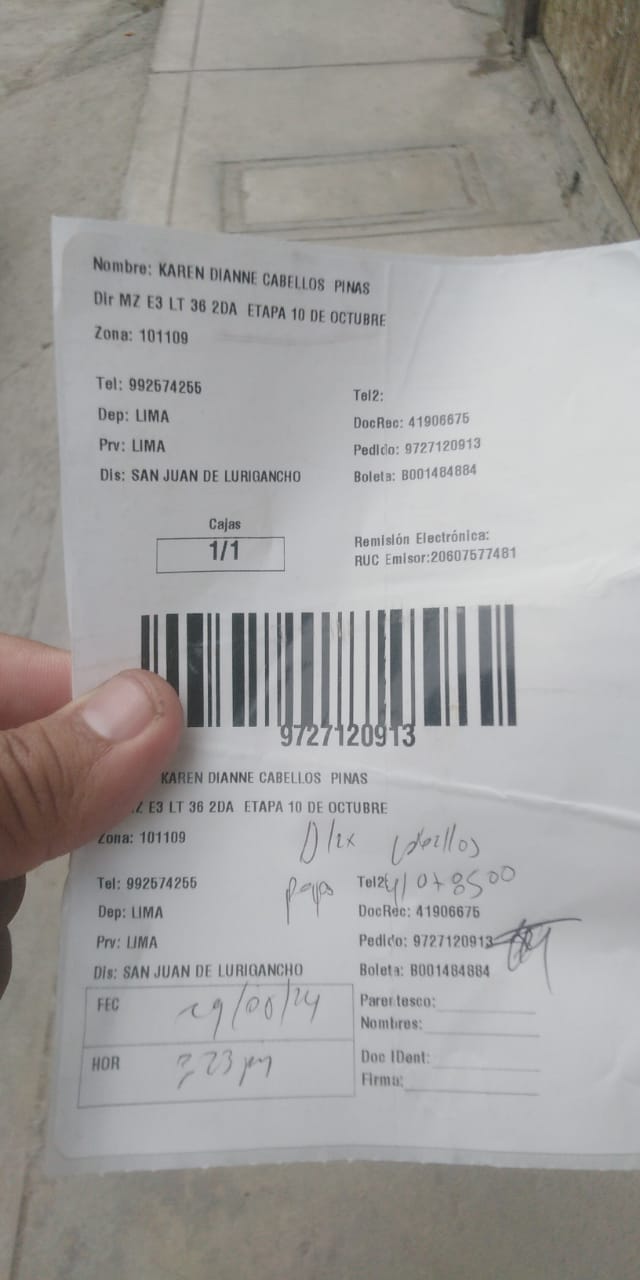 Nombre: KAREN DIANNE CABELLOS PINAS
Dir MZ E3 LT 36 2DA ETAPA 10 DE OCTUBRE
Zona: 101109
Tel: 992574255
Tel2:
Dep: LIMA
DocRec: 41906675
Prv: LIMA
Pedido: 9727120913
Dis: SAN JUAN DE LURIGANCHO
Boleta: B001484884
Cajas
1/1
Remisión Electrónica:
RUC Emisor:20607577481
9727120913
KAREN DIANNE CABELLOS PINAS
E3 LT 36 2DA ETAPA 10 DE OCTUBRE
Zona: 101109
Cabellos
Tel: 992574255
Tel2
Dep: LIMA
DocRec: 41906675
Prv: LIMA
Pedido: 9727120913
Dis: SAN JUAN DE LURIGANCHO
Boleta: B001484884
FEC
Parentesco:
Nombres:
HOR
Doc IDent:
Firma: